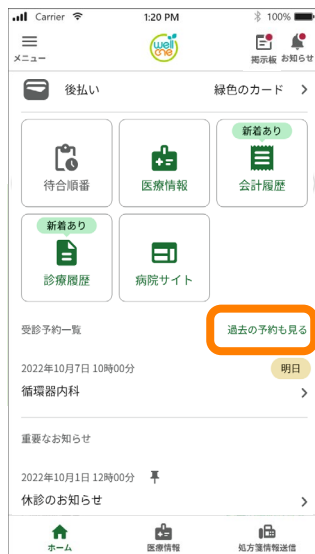 Carrier 1:20 PM 100%
well
one
メニュー 掲示板 お知らせ
後払い 緑色のカード
新着あり
待合順番 医療情報 会計履歴
新着あり
診療履歴 病院サイト
受診予約一覧 過去の予約も見る
2022年10月7日 10時00分 明日
循環器内科
重要なお知らせ
2022年10月1日 12時00分
休診のお知らせ
ホーム 医療情報 処方箋情報送信